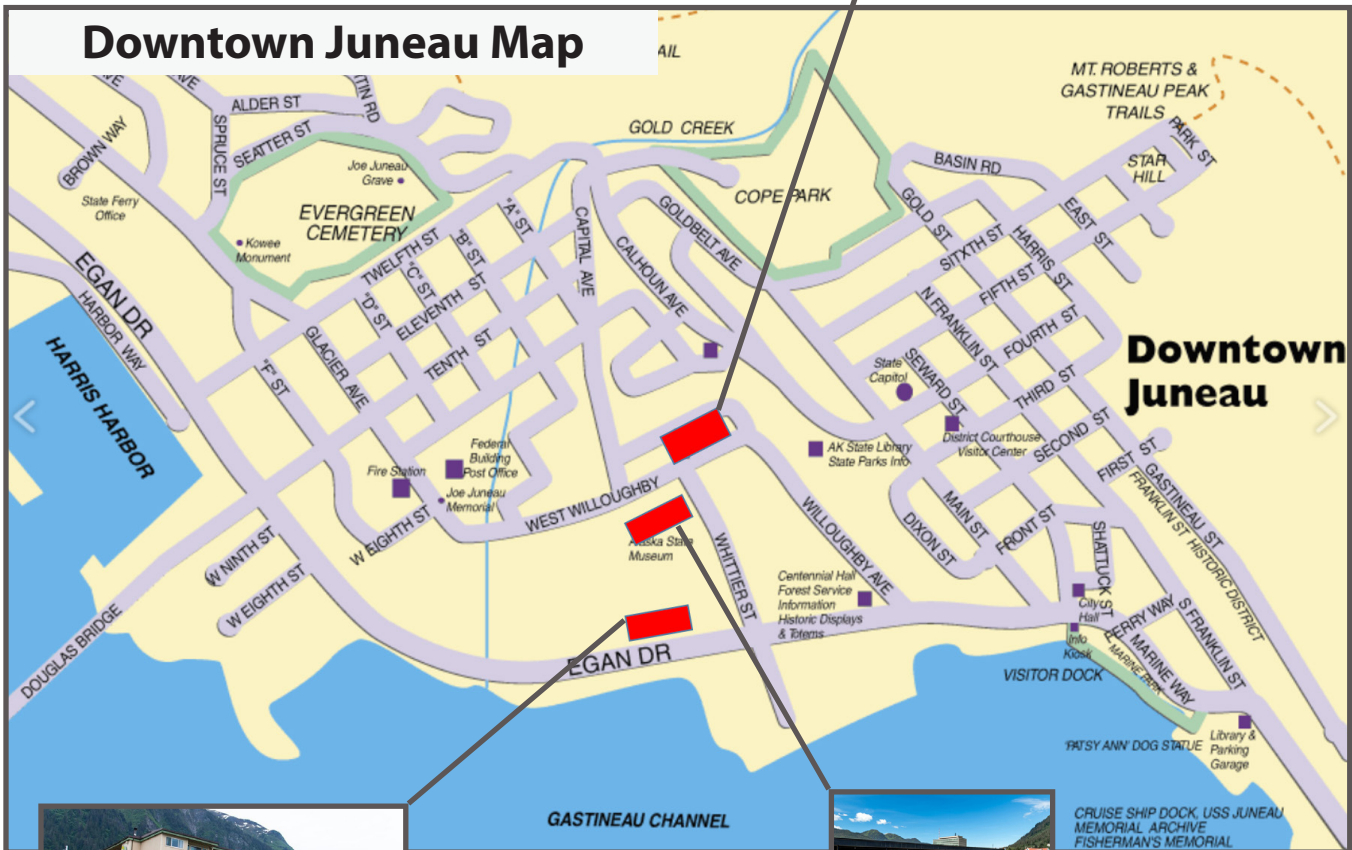 Downtown Juneau Map
AIL
MT. ROBERTS &
GASTINEAU PEAK
TRAILS
AVE
AVE
TIN RD
ALDER ST
BROWN WAY
SPRUCE ST
SEATTER ST
GOLD CREEK
PARK ST
STAR
HILL
BASIN RD
Joe Juneau
Grave
State Ferry
Office
EVERGREEN
CEMETERY
Kowee
Monument
COPE PARK
"A" ST
CAPITAL AVE
GOLDBELT AVE
GOLD ST
EAST ST
TWELFTH ST
"B" ST
"C" ST
"D" ST
CALHOUN AVE
SITXTH ST
HARRIS ST
EGAN DR
HARBOR WAY
ELEVENTH ST
FIFTH ST
N FRANKLIN ST
FOURTH ST
HARRIS HARBOR
GLACIER AVE
"F" ST
TENTH ST
State
Capitol
SEWARD ST
THIRD ST
Downtown
Juneau
Federal
Building
Post Office
Fire Station
Joe Juneau
Memorial
AK State Library
State Parks Info
District Courthouse
Visitor Center
SECOND ST
FIRST ST
GASTINEAU ST
FRANKLIN ST HISTORIC DISTRICT
WEST WILLOUGHBY
WILLOUGHBY AVE
MAIN ST
DIXON ST
FRONT ST
SHATTUCK ST
W EIGHTH ST
W NINTH ST
W EIGHTH ST
Alaska State
Museum
WHITTIER ST
Centennial Hall
Forest Service
Information
Historic Displays
& Totems
City
Hall
Info
Kiosk
FERRY WAY
S FRANKLIN ST
MARINE WAY
MARINE PARK
DOUGLAS BRIDGE
EGAN DR
VISITOR DOCK
'PATSY ANN' DOG STATUE
Library &
Parking
Garage
GASTINEAU CHANNEL
CRUISE SHIP DOCK, USS JUNEAU
MEMORIAL ARCHIVE
FISHERMAN'S MEMORIAL